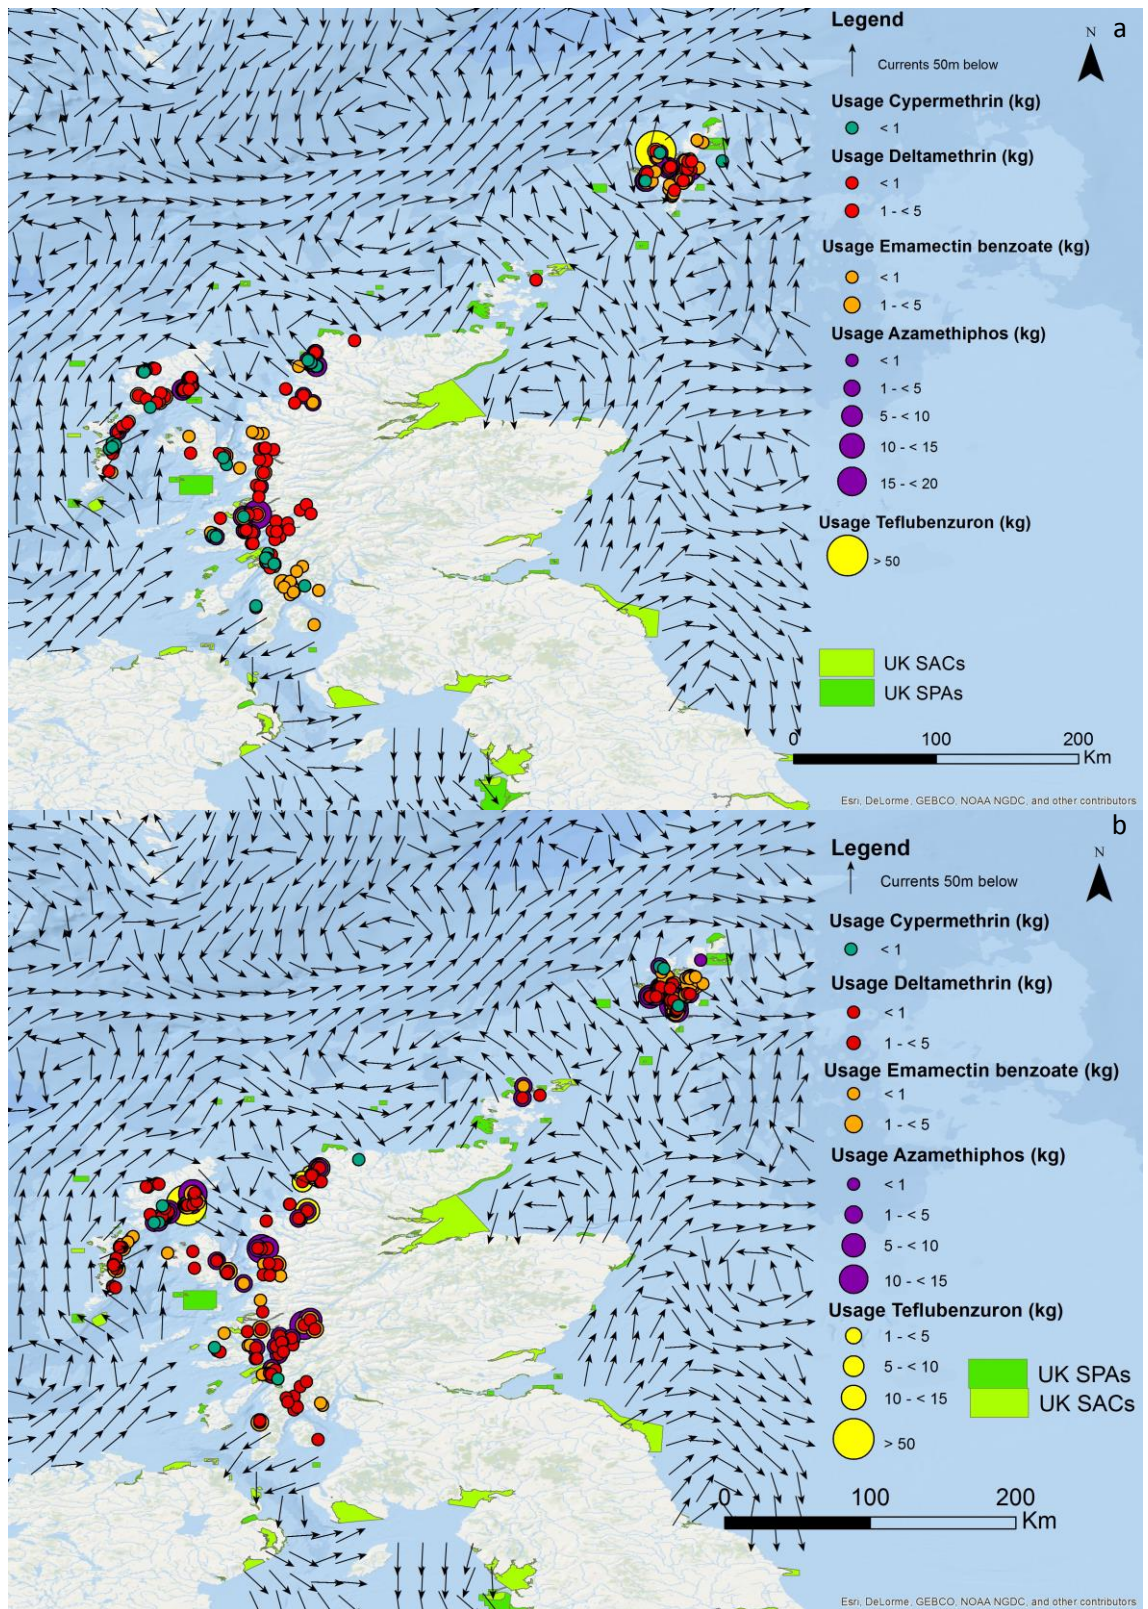 a
Legend
N
Currents 50m below
Usage Cypermethrin (kg)
< 1
Usage Deltamethrin (kg)
< 1
1 - < 5
Usage Emamectin benzoate (kg)
< 1
1 - < 5
Usage Azamethiphos (kg)
< 1
1 - < 5
5 - < 10
10 - < 15
15 - < 20
Usage Teflubenzuron (kg)
> 50
UK SACs
UK SPAs
0 100 200
Km
Esri, DeLorme, GEBCO, NOAA NGDC, and other contributors
b
Legend
N
Currents 50m below
Usage Cypermethrin (kg)
< 1
Usage Deltamethrin (kg)
< 1
1 - < 5
Usage Emamectin benzoate (kg)
< 1
1 - < 5
Usage Azamethiphos (kg)
< 1
1 - < 5
5 - < 10
10 - < 15
Usage Teflubenzuron (kg)
1 - < 5
5 - < 10
10 - < 15
> 50
UK SPAs
UK SACs
0 100 200
Km
Esri, DeLorme, GEBCO, NOAA NGDC, and other contributors